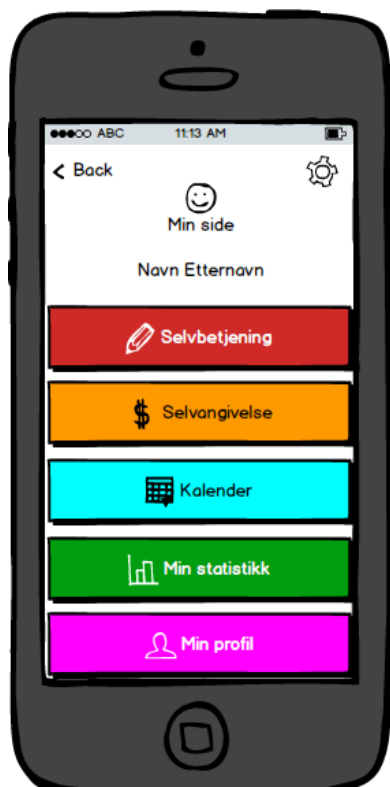 ABC 11:13 AM
Back
Min side
Navn Etternavn
Selvbetjening
$ Selvangivelse
Kalender
Min statistikk
Min profil